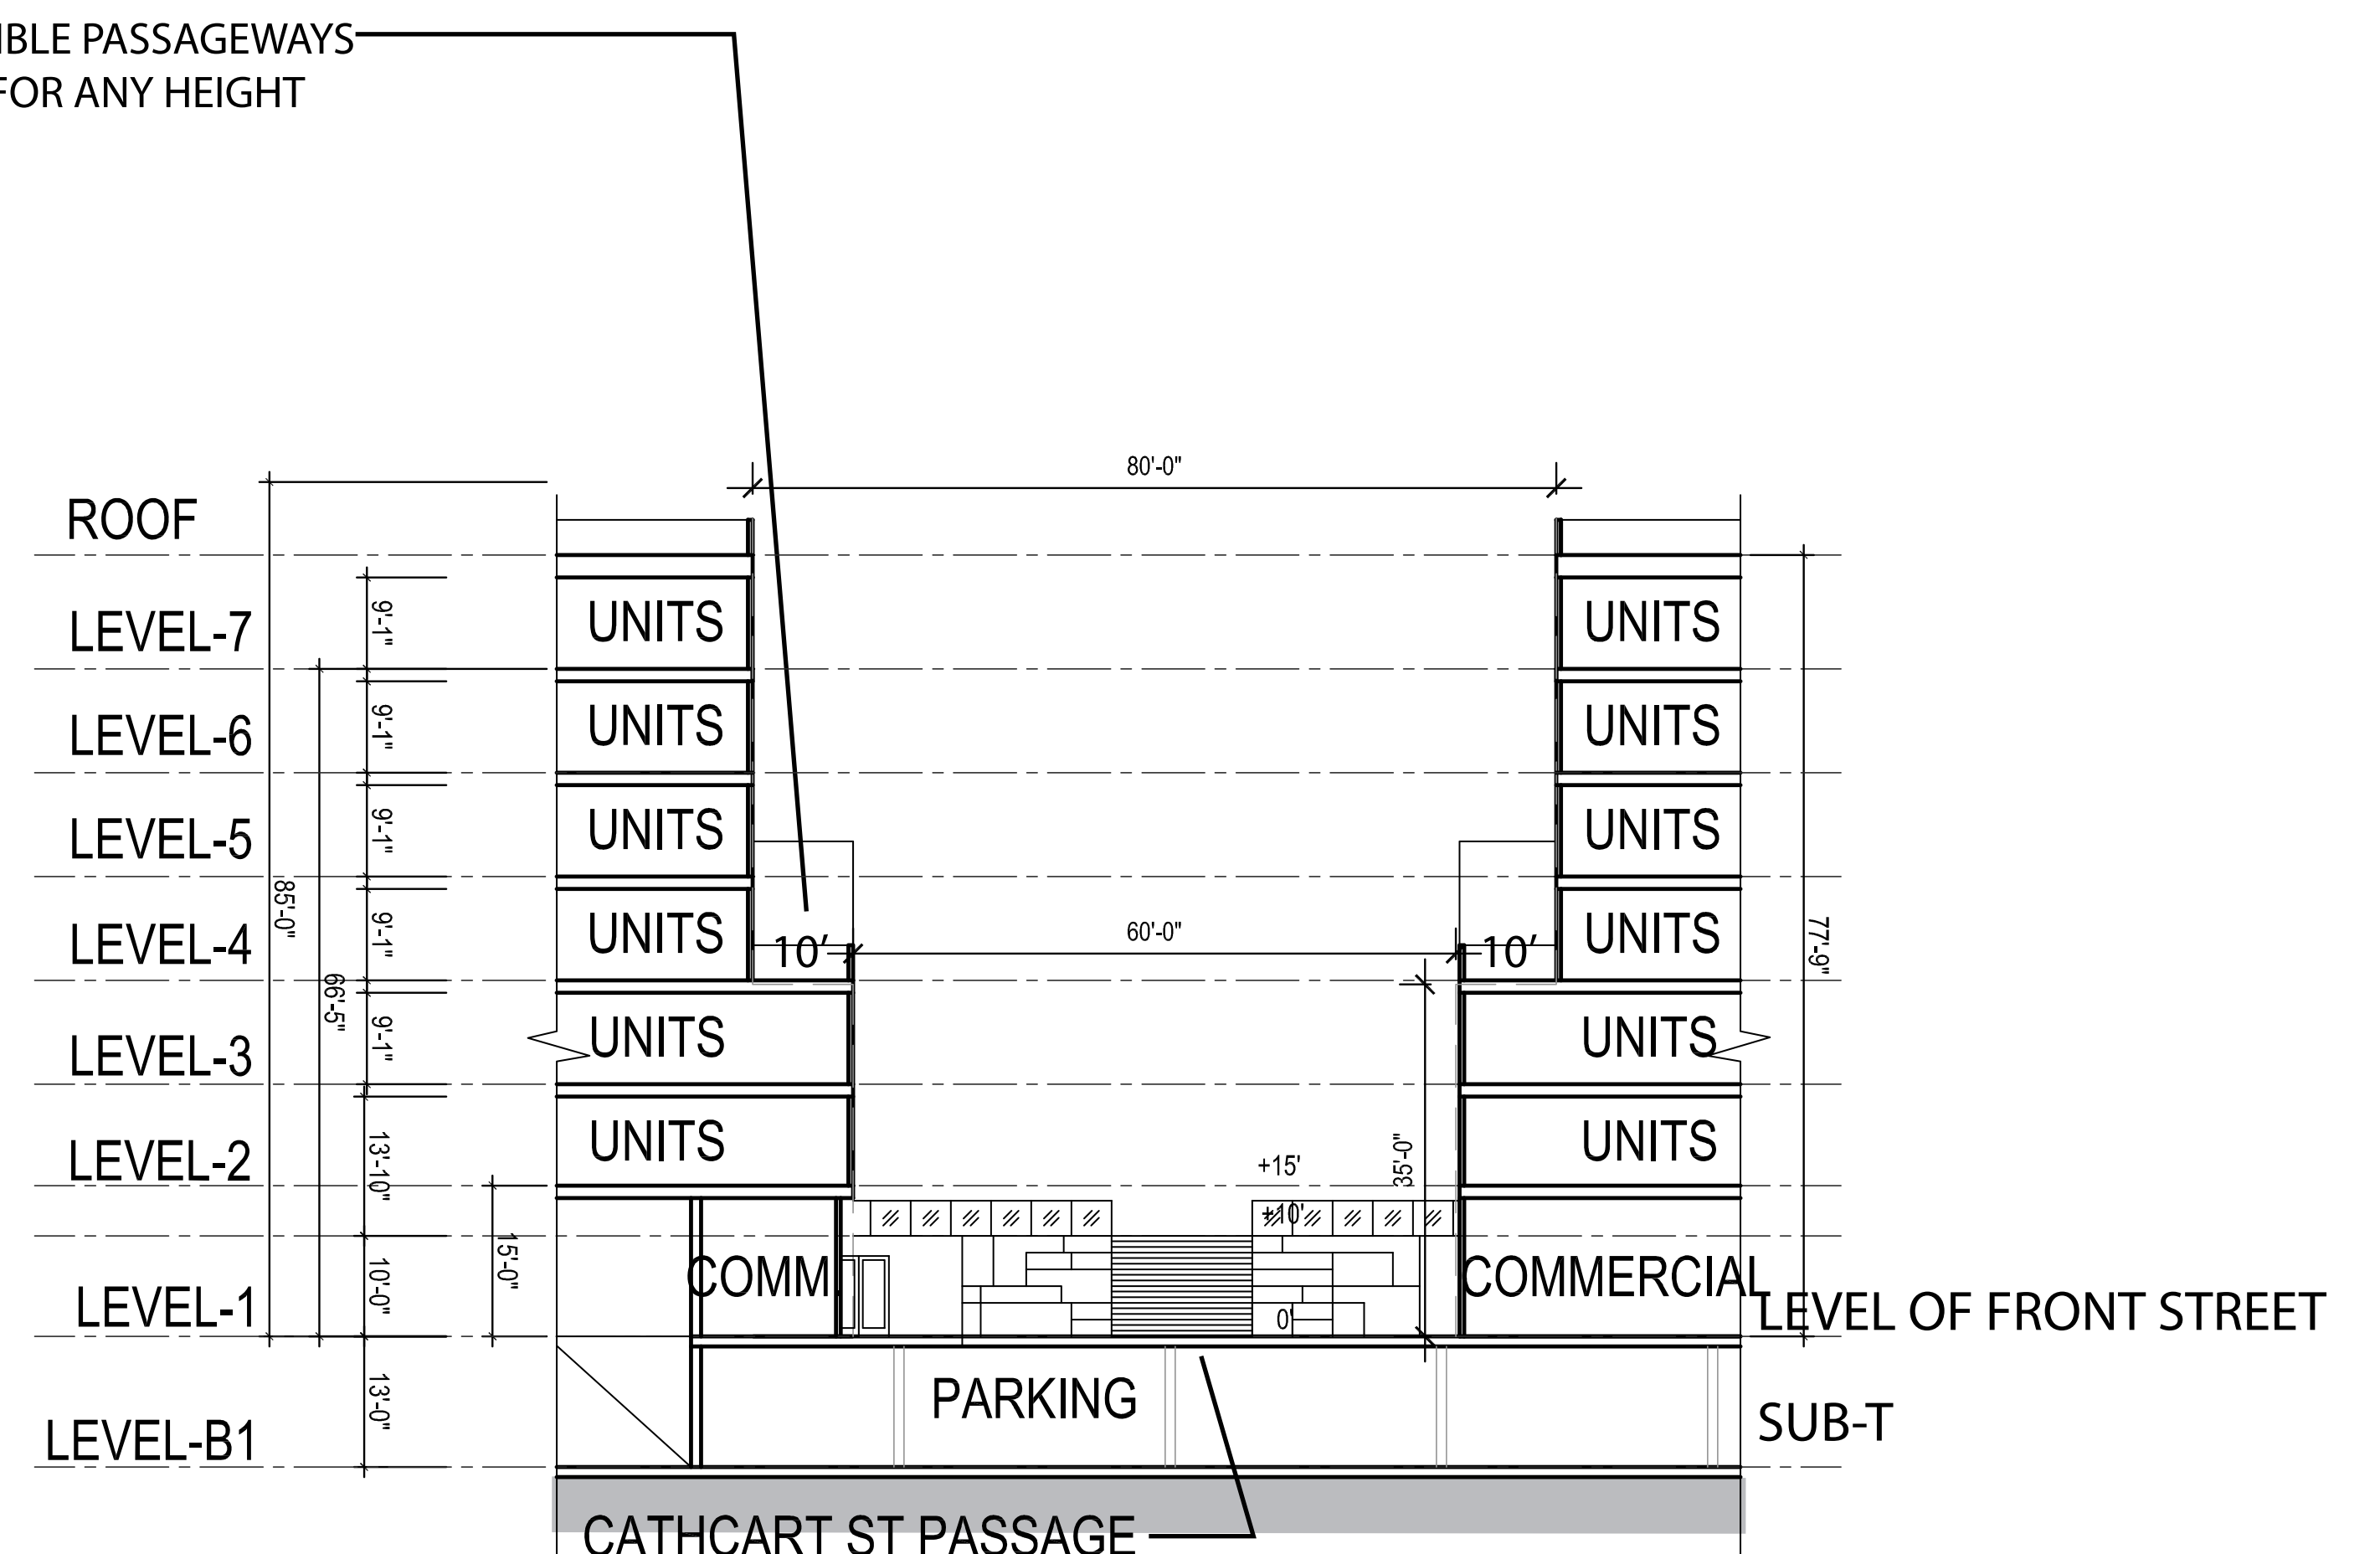 IBLE PASSAGEWAYS
FOR ANY HEIGHT
80'-0"
ROOF
LEVEL-7
9'-1"
UNITS
UNITS
LEVEL-6
9'-1"
UNITS
UNITS
LEVEL-5
9'-1"
UNITS
UNITS
85'-0"
LEVEL-4
9'-1"
UNITS
10'
60'-0"
10'
UNITS
77'-9"
66'-5"
LEVEL-3
9'-1"
UNITS
UNITS
LEVEL-2
13'-10"
UNITS
+15'
35'-0"
UNITS
+10'
15'-0"
LEVEL-1
10'-0"
COMM.
0'
COMMERCIAL
LEVEL OF FRONT STREET
LEVEL-B1
13'-0"
PARKING
SUB-T
CATHCART ST PASSAGE